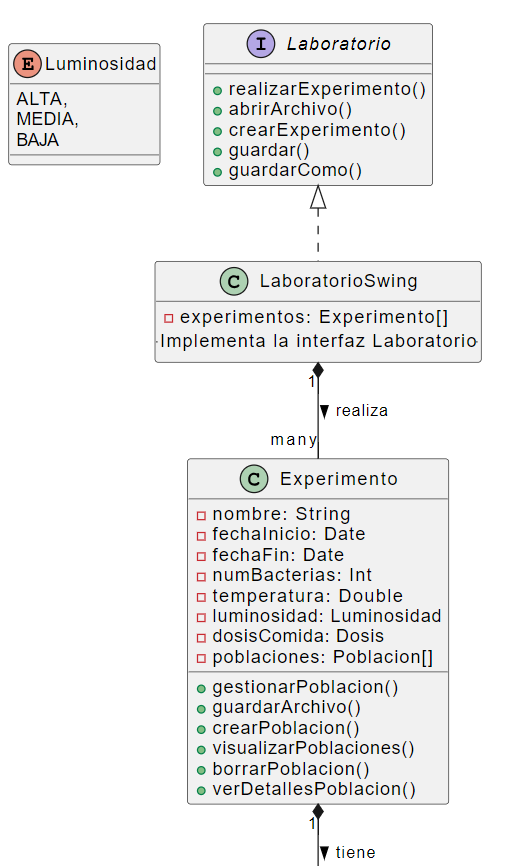 E Luminosidad
ALTA,
MEDIA,
BAJA
I Laboratorio
realizarExperimento()
abrirArchivo()
crearExperimento()
guardar()
guardarComo()
C LaboratorioSwing
experimentos: Experimento[]
Implementa la interfaz Laboratorio
1
realiza
many
C Experimento
nombre: String
fechaInicio: Date
fechaFin: Date
numBacterias: Int
temperatura: Double
luminosidad: Luminosidad
dosisComida: Dosis
poblaciones: Poblacion[]
gestionarPoblacion()
guardarArchivo()
crearPoblacion()
visualizarPoblaciones()
borrarPoblacion()
verDetallesPoblacion()
1
tiene